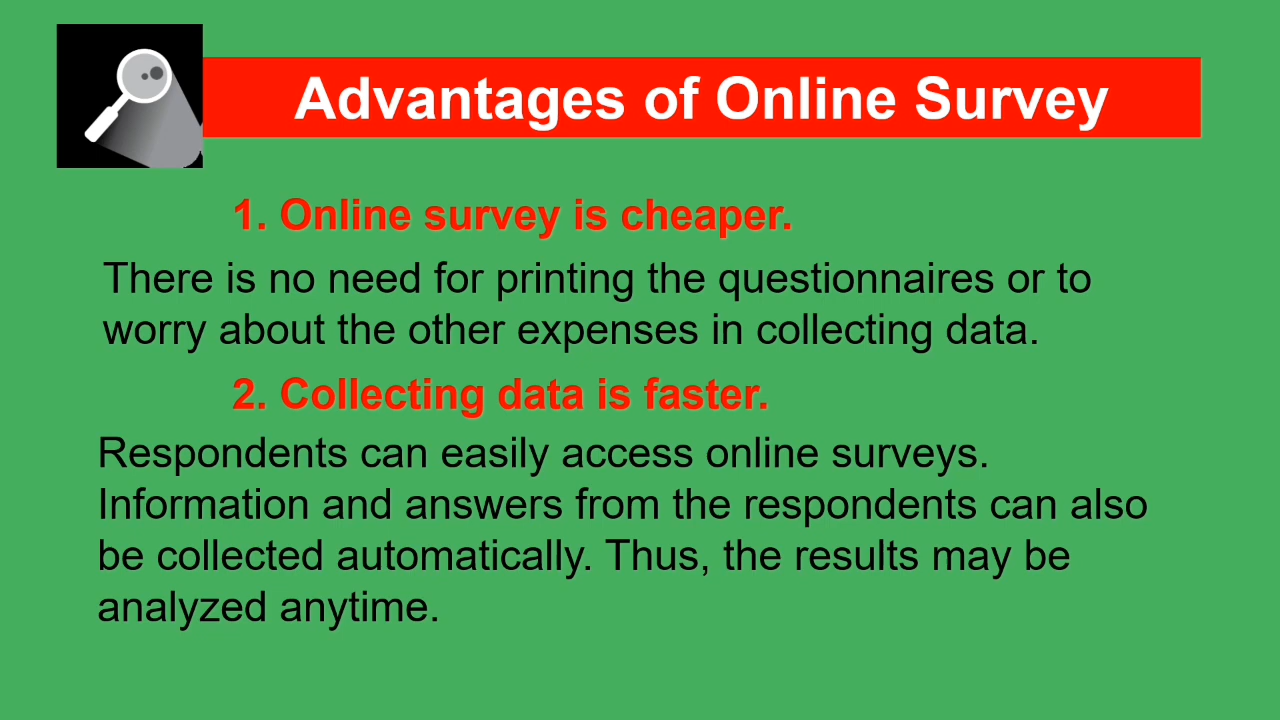 Advantages of Online Survey
1. Online survey is cheaper.
There is no need for printing the questionnaires or to
worry about the other expenses in collecting data.
2. Collecting data is faster.
Respondents can easily access online surveys.
Information and answers from the respondents can also
be collected automatically. Thus, the results may be
analyzed anytime.